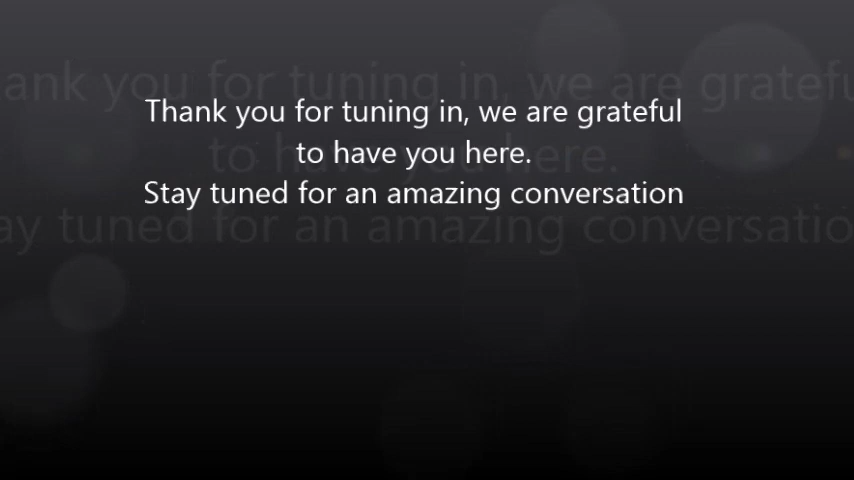 Thank you for tuning in, we are grateful
to have you here.
Stay tuned for an amazing conversation